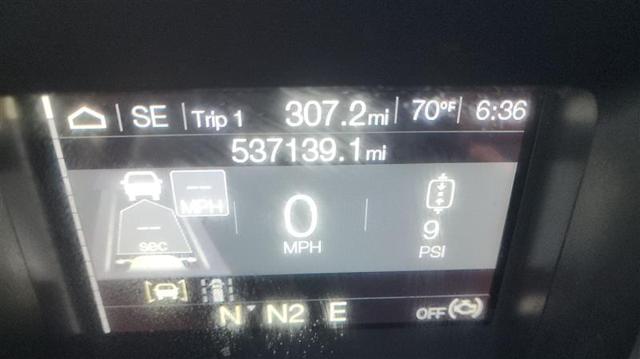 SE Trip 1 307.2mi 70°F 6:36
537139.1mi
--- MPH 0 9
--- sec MPH PSI
N N2 E OFF